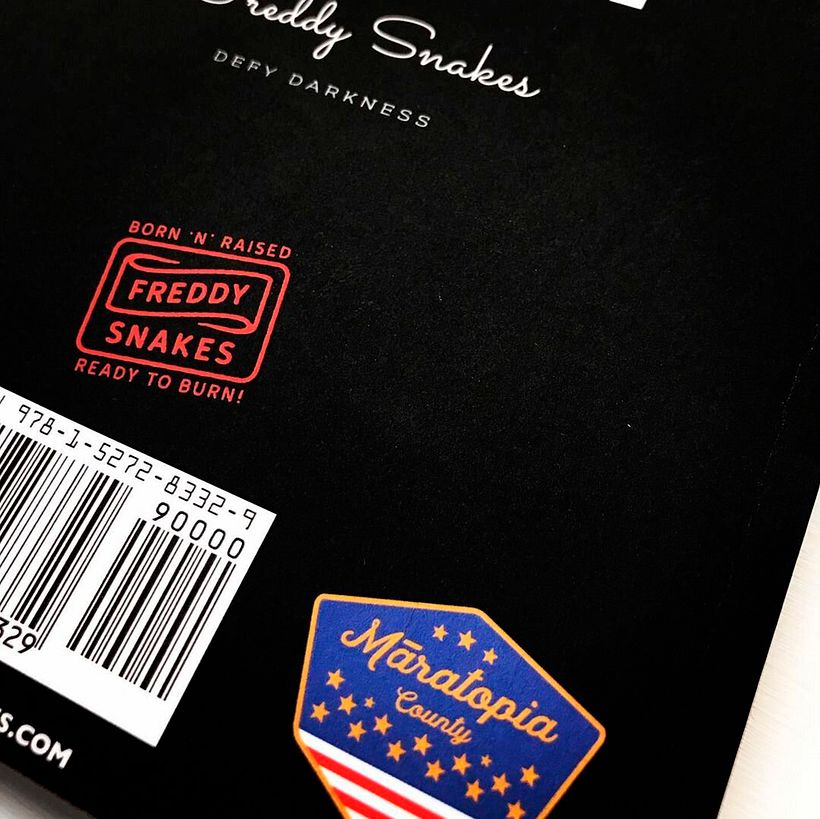 Freddy Snakes
DEFY DARKNESS
BORN 'N' RAISED
FREDDY
SNAKES
READY TO BURN!
978-1-5272-8332-9
90000
329
S.COM
Māratopia
County